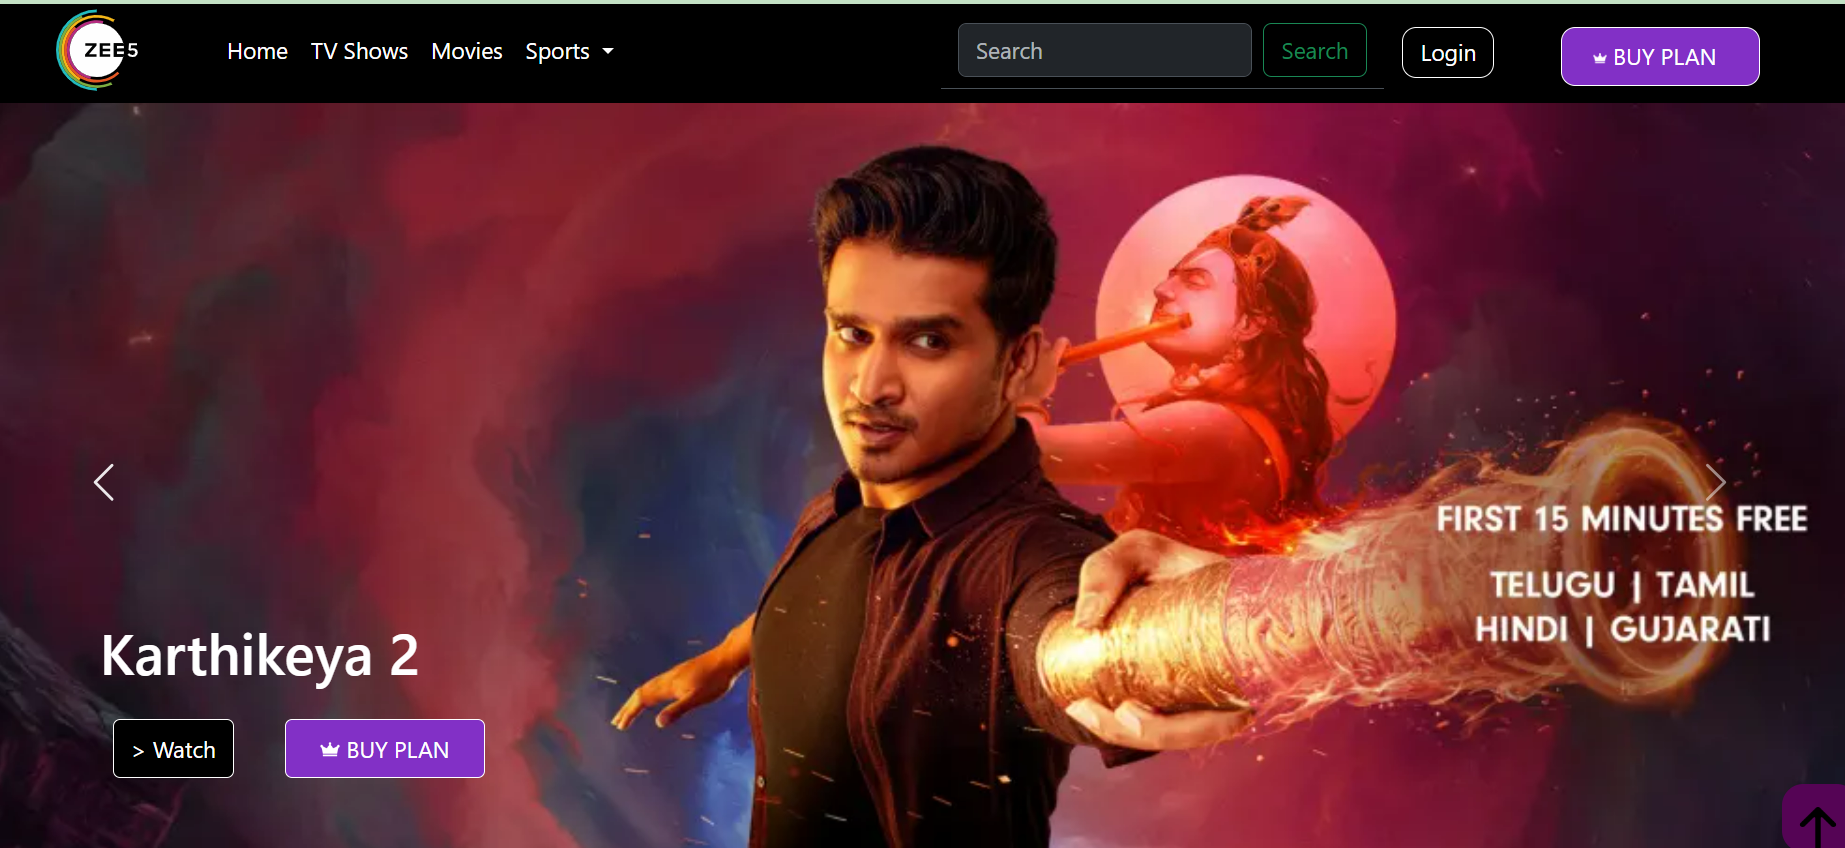 ZEE5
Home TV Shows Movies Sports
Search
Search
Login
BUY PLAN
FIRST 15 MINUTES FREE
TELUGU | TAMIL
HINDI | GUJARATI
Karthikeya 2
> Watch
BUY PLAN